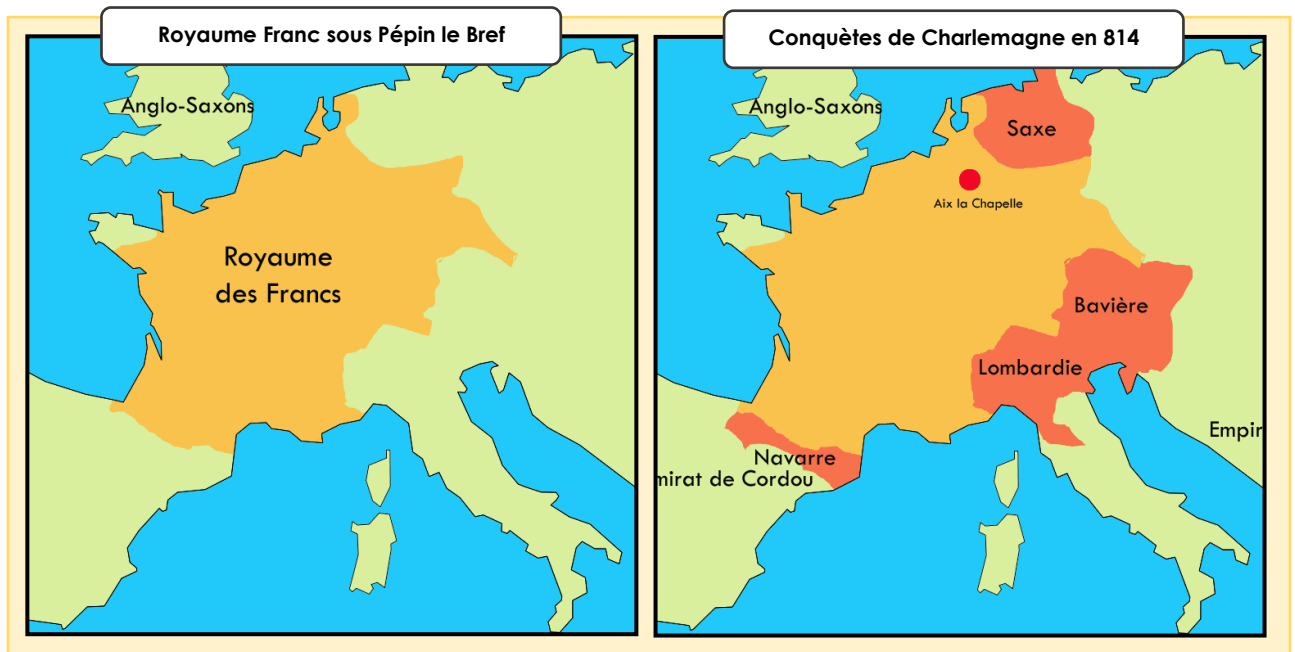 Royaume Franc sous Pépin le Bref
Anglo-Saxons
Royaume
des Francs
Conquètes de Charlemagne en 814
Anglo-Saxons
Saxe
Aix la Chapelle
Bavière
Lombardie
Empir
Navarre
mirat de Cordou